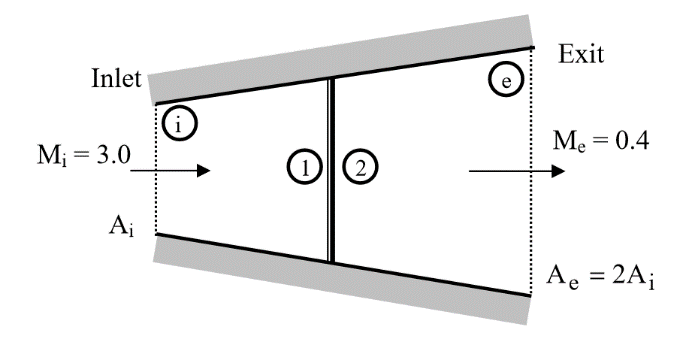 Inlet
Exit
e
i
Mᵢ = 3.0
Mₑ = 0.4
1
2
Aᵢ
Aₑ = 2Aᵢ